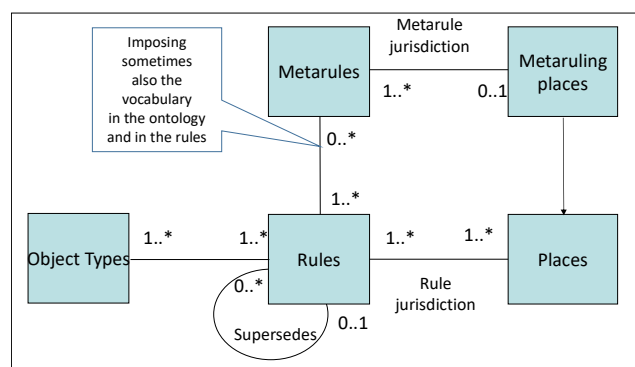 Imposing
sometimes
also the
vocabulary
in the ontology
and in the rules
Metarules
Metarule
jurisdiction
1..*
0..1
Metaruling
places
0..*
1..*
Object Types
1..*
1..*
Rules
1..*
1..*
Places
Rule
jurisdiction
0..*
0..1
Supersedes